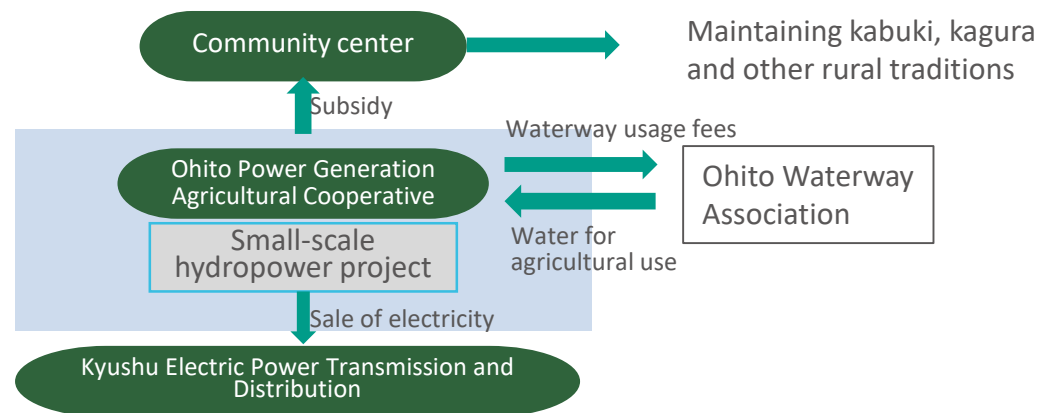 Community center
Maintaining kabuki, kagura
and other rural traditions
Subsidy
Waterway usage fees
Ohito Power Generation
Agricultural Cooperative
Ohito Waterway
Association
Small-scale
hydropower project
Water for
agricultural use
Sale of electricity
Kyushu Electric Power Transmission and
Distribution